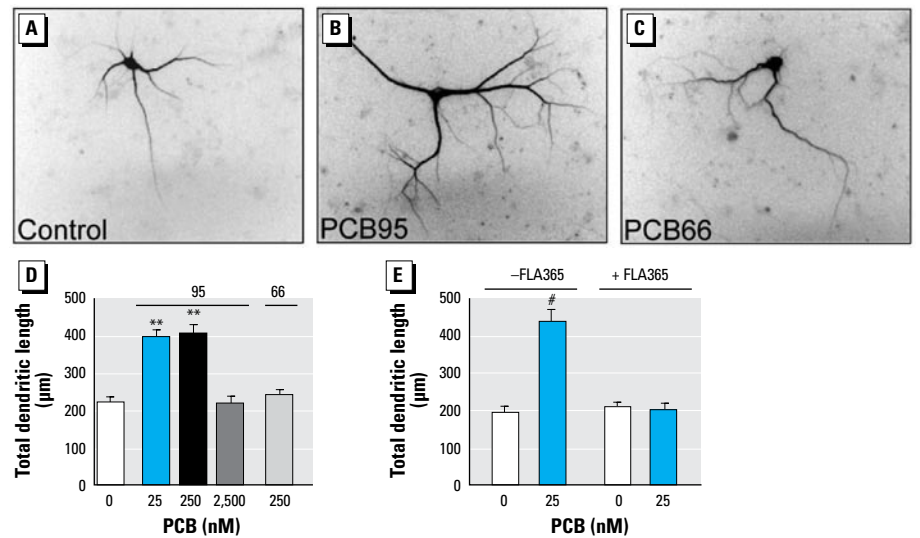 A
B
C
Control
PCB95
PCB66
D
95
66
500
400
300
200
100
0
Total dendritic length
(μm)
**
**
0
25
250
2,500
250
PCB (nM)
E
–FLA365
+ FLA365
500
400
300
200
100
0
Total dendritic length
(μm)
#
0
25
0
25
PCB (nM)